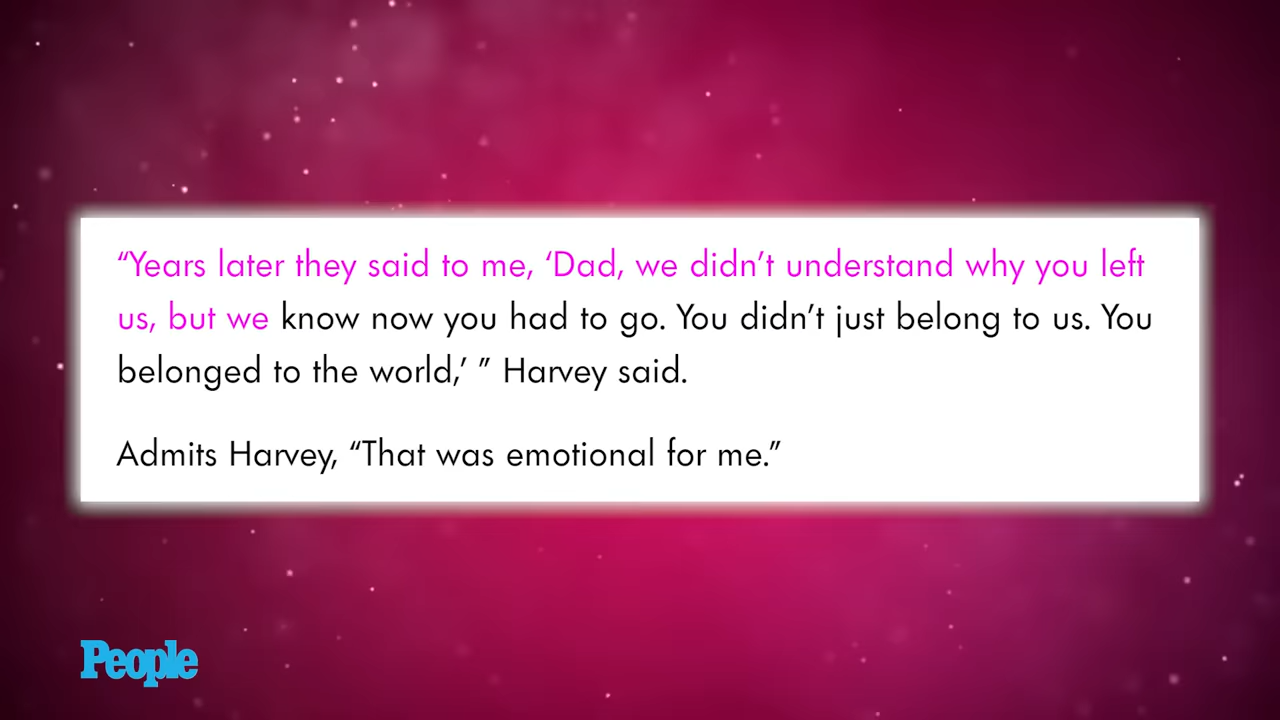 “Years later they said to me, ‘Dad, we didn’t understand why you left
us, but we know now you had to go. You didn’t just belong to us. You
belonged to the world,’ ” Harvey said.
Admits Harvey, “That was emotional for me.”
People